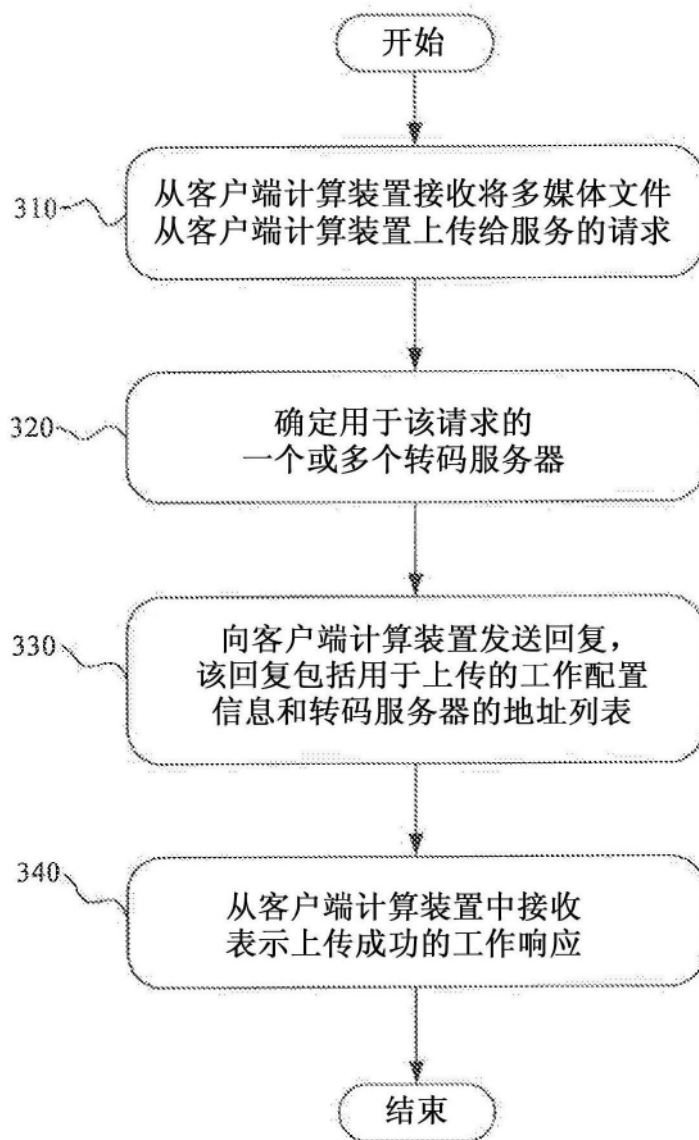 开始
310
从客户端计算装置接收将多媒体文件
从客户端计算装置上传给服务的请求
320
确定用于该请求的
一个或多个转码服务器
330
向客户端计算装置发送回复，
该回复包括用于上传的工作配置
信息和转码服务器的地址列表
340
从客户端计算装置中接收
表示上传成功的工作响应
结束